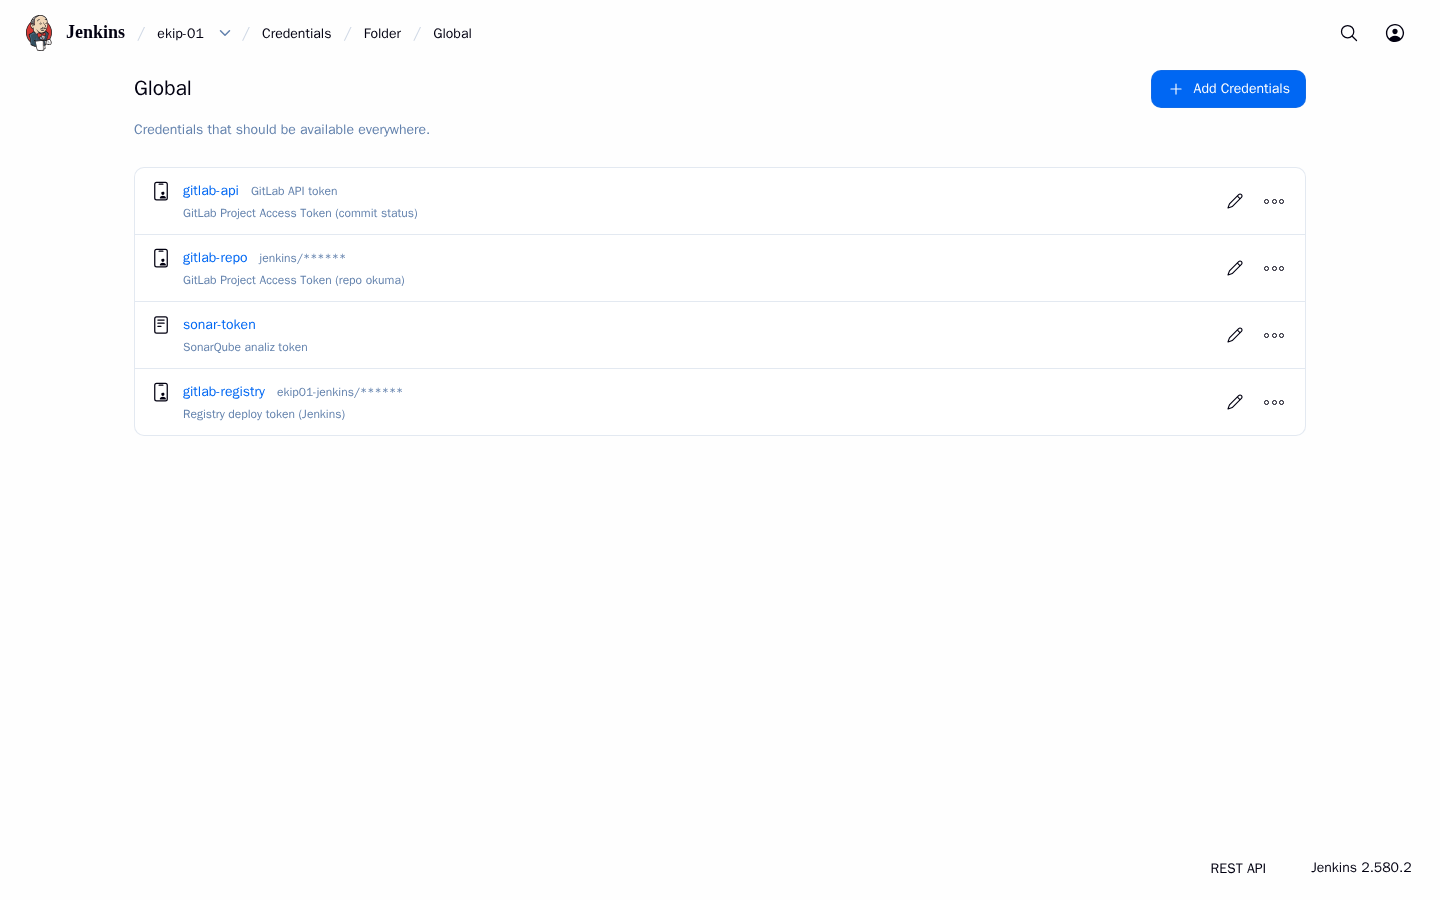 Jenkins / ekip-01 / Credentials / Folder / Global
Global
Add Credentials
Credentials that should be available everywhere.
gitlab-api GitLab API token
GitLab Project Access Token (commit status)
gitlab-repo jenkins/******
GitLab Project Access Token (repo okuma)
sonar-token
SonarQube analiz token
gitlab-registry ekip01-jenkins/******
Registry deploy token (Jenkins)
REST API Jenkins 2.580.2